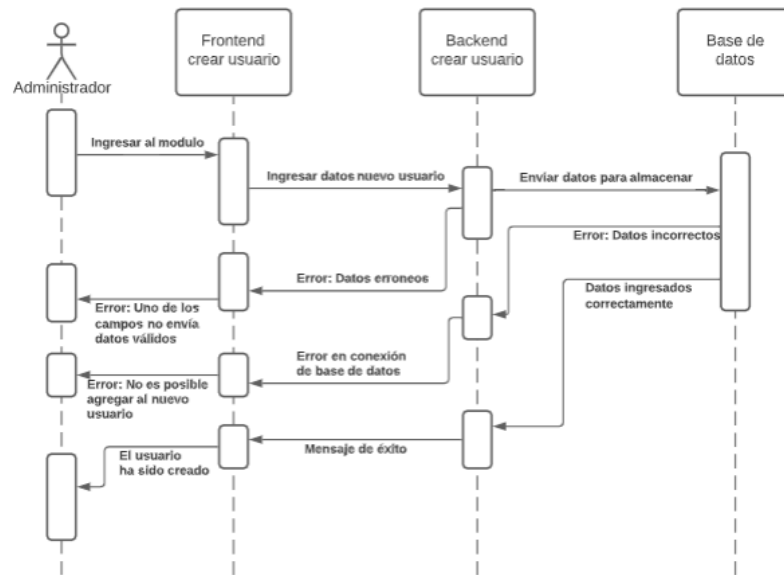 Administrador
Frontend
crear usuario
Backend
crear usuario
Base de
datos
Ingresar al modulo
Ingresar datos nuevo usuario
Enviar datos para almacenar
Error: Datos incorrectos
Error: Datos erroneos
Datos ingresados
correctamente
Error: Uno de los
campos no envía
datos válidos
Error en conexión
de base de datos
Error: No es posible
agregar al nuevo
usuario
Mensaje de éxito
El usuario
ha sido creado